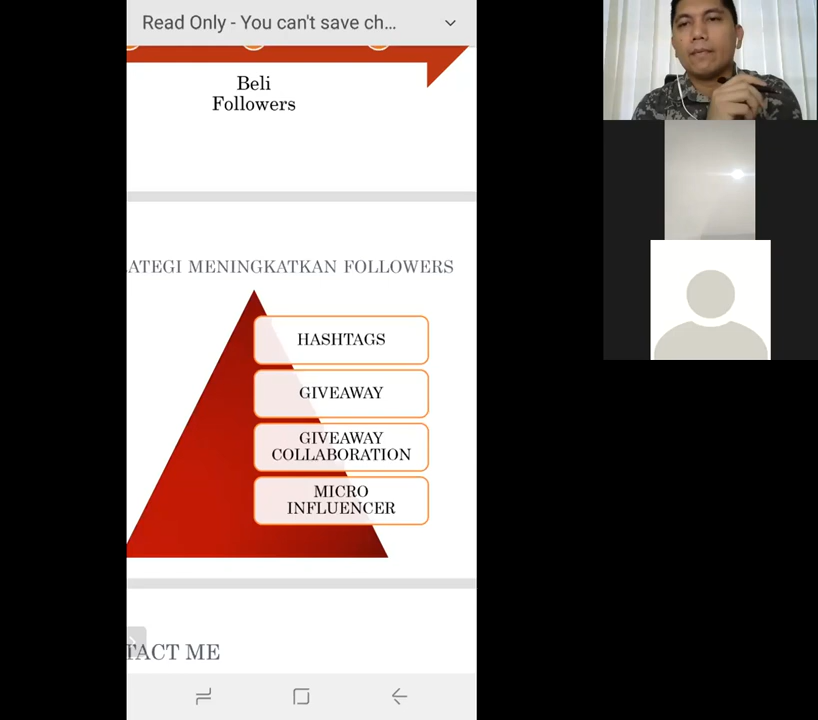 Read Only - You can't save ch...
Beli
Followers
ATEGI MENINGKATKAN FOLLOWERS
HASHTAGS
GIVEAWAY
GIVEAWAY
COLLABORATION
MICRO
INFLUENCER
TACT ME